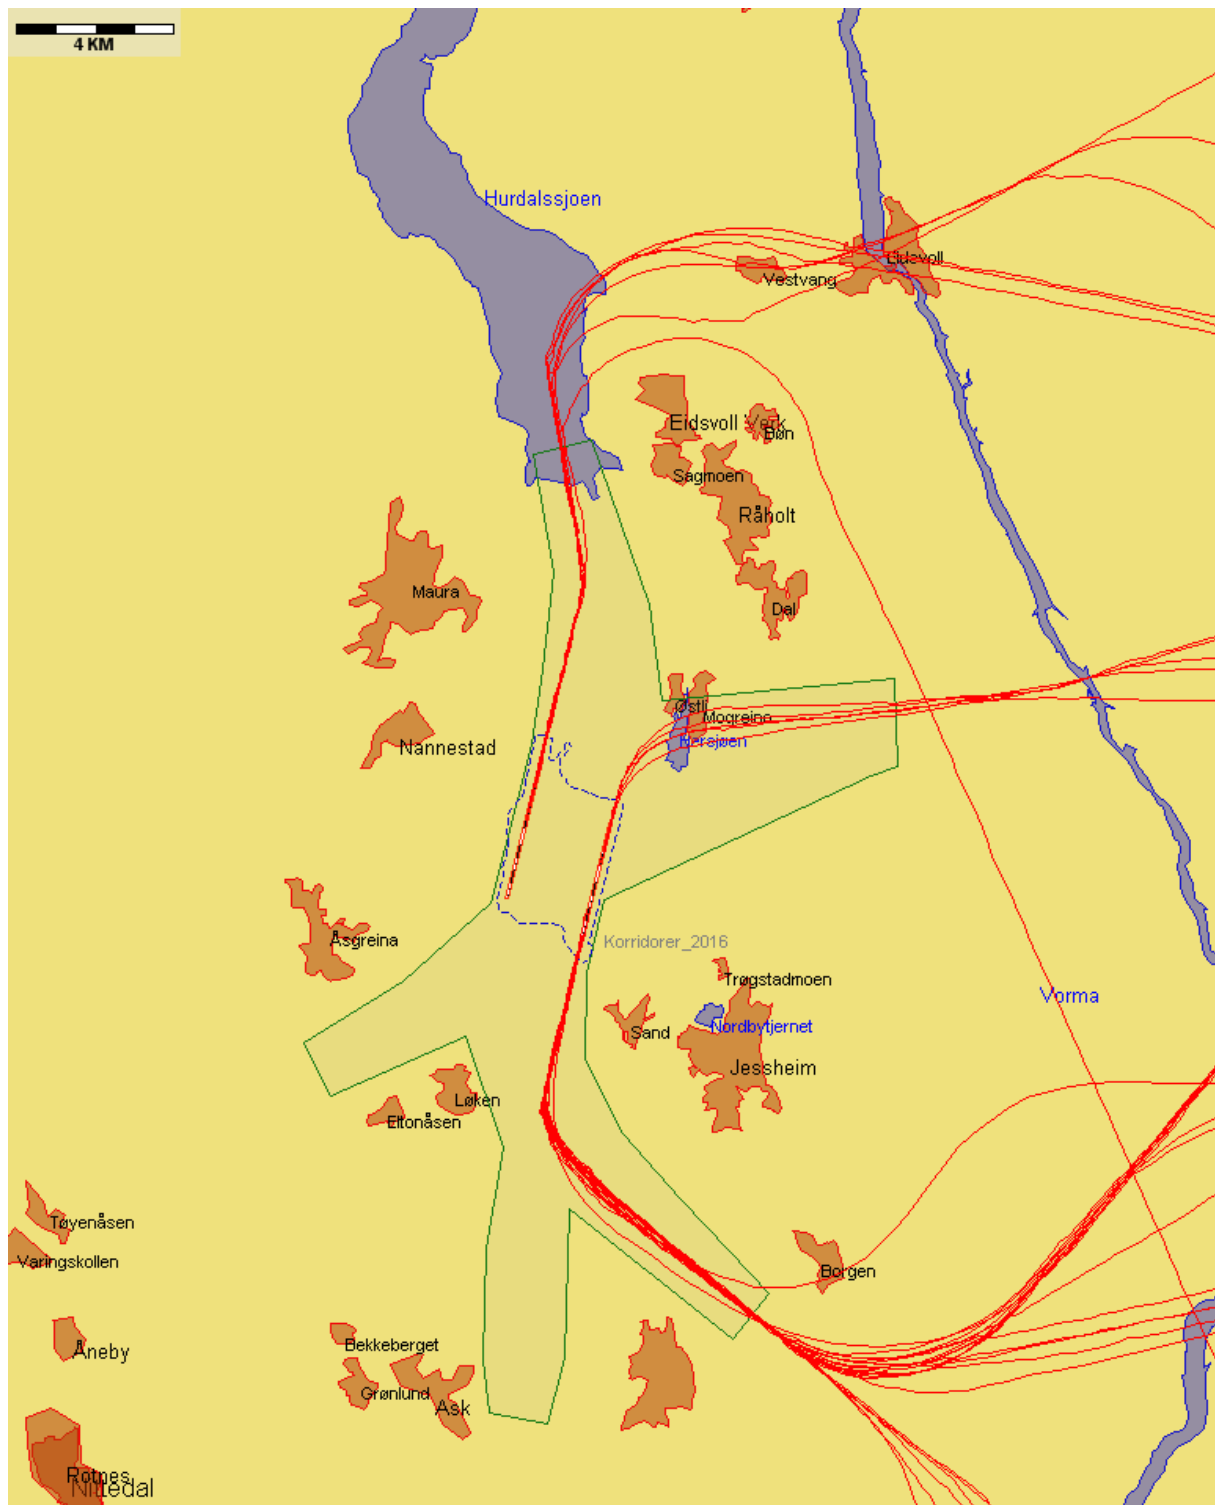 4 KM
Hurdalssjoen
Eidsvoll
Vestvang
Eidsvoll Verk
Bøn
Sagmoen
Råholt
Maura
Dal
Østli
Mogreina
Nannestad
Hersjøen
Åsgreina
Korridorer_2016
Trøgstadmoen
Vorma
Nordbytjernet
Sand
Jessheim
Løken
Eltonåsen
Tøyenåsen
Varingskollen
Borgen
Åneby
Bekkeberget
Grønlund
Ask
Rotnes
Nittedal